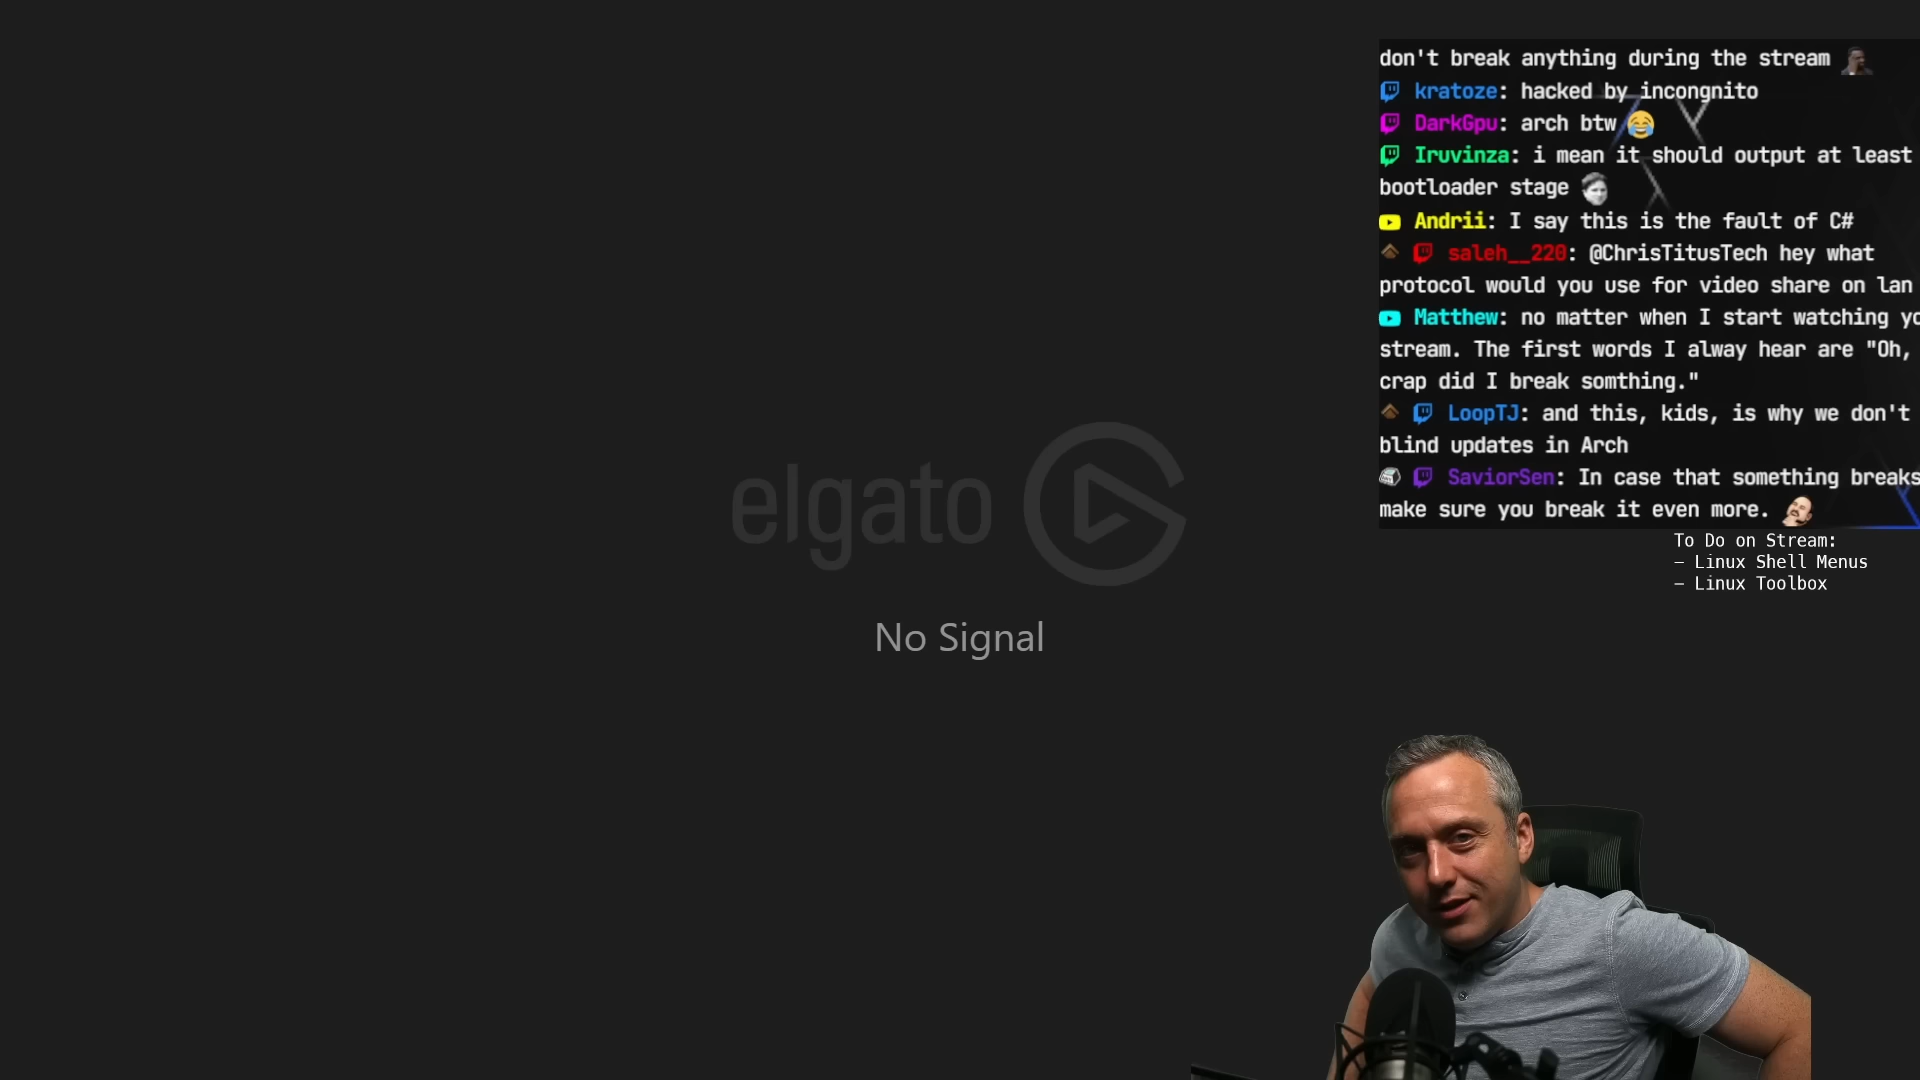 don't break anything during the stream
kratoze: hacked by incongnito
DarkGpu: arch btw
Iruvinza: i mean it should output at least
bootloader stage
Andrii: I say this is the fault of C#
saleh__220: @ChrisTitusTech hey what
protocol would you use for video share on lan
Matthew: no matter when I start watching yo
stream. The first words I alway hear are "Oh,
crap did I break somthing."
LoopTJ: and this, kids, is why we don't
blind updates in Arch
SaviorSen: In case that something breaks
make sure you break it even more.
To Do on Stream:
- Linux Shell Menus
- Linux Toolbox
elgato
No Signal